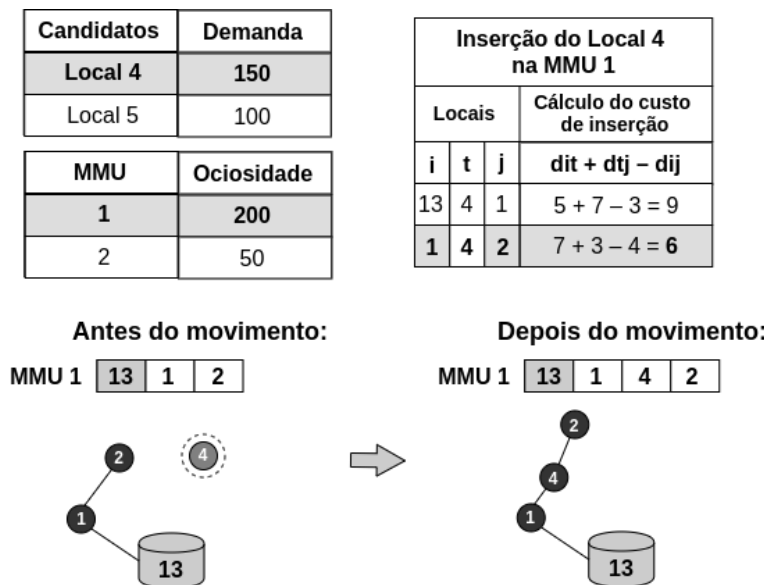 Candidatos Demanda
Local 4 150
Local 5 100
MMU Ociosidade
1 200
2 50
Inserção do Local 4
na MMU 1
Locais
Cálculo do custo
de inserção
i t j dit + dtj – dij
13 4 1 5 + 7 – 3 = 9
1 4 2 7 + 3 – 4 = 6
Antes do movimento:
MMU 1 13 1 2
2
4
1
13
Depois do movimento:
MMU 1 13 1 4 2
2
4
1
13